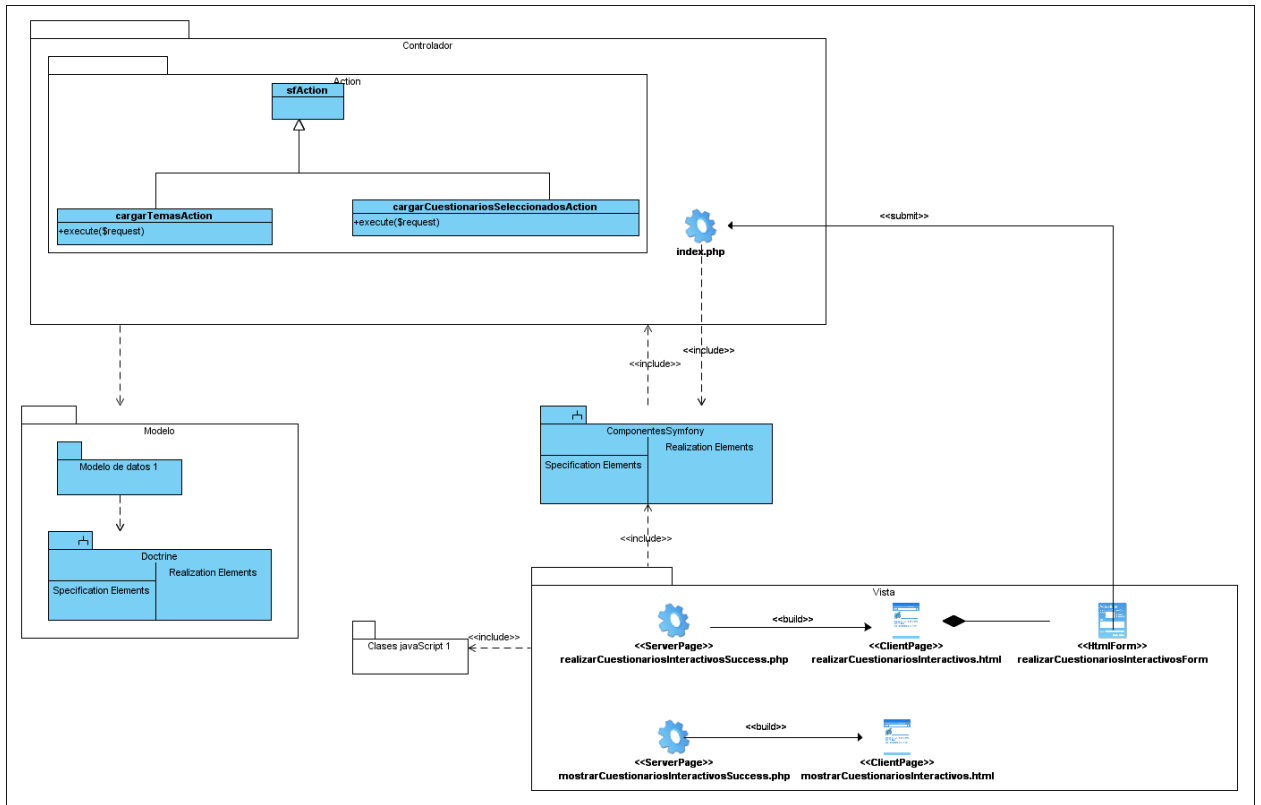 Controlador
Action
sfAction
cargarTemasAction
+execute($request)
cargarCuestionariosSeleccionadosAction
+execute($request)
index.php
<<submit>>
<<include>>
<<include>>
Modelo
Modelo de datos 1
Doctrine
Specification Elements
Realization Elements
ComponentesSymfony
Specification Elements
Realization Elements
<<include>>
Vista
Clases javaScript 1
<<include>>
<<ServerPage>>
realizarCuestionariosInteractivosSuccess.php
<<build>>
<<ClientPage>>
realizarCuestionariosInteractivos.html
<<HtmlForm>>
realizarCuestionariosInteractivosForm
<<ServerPage>>
mostrarCuestionariosInteractivosSuccess.php
<<build>>
<<ClientPage>>
mostrarCuestionariosInteractivos.html